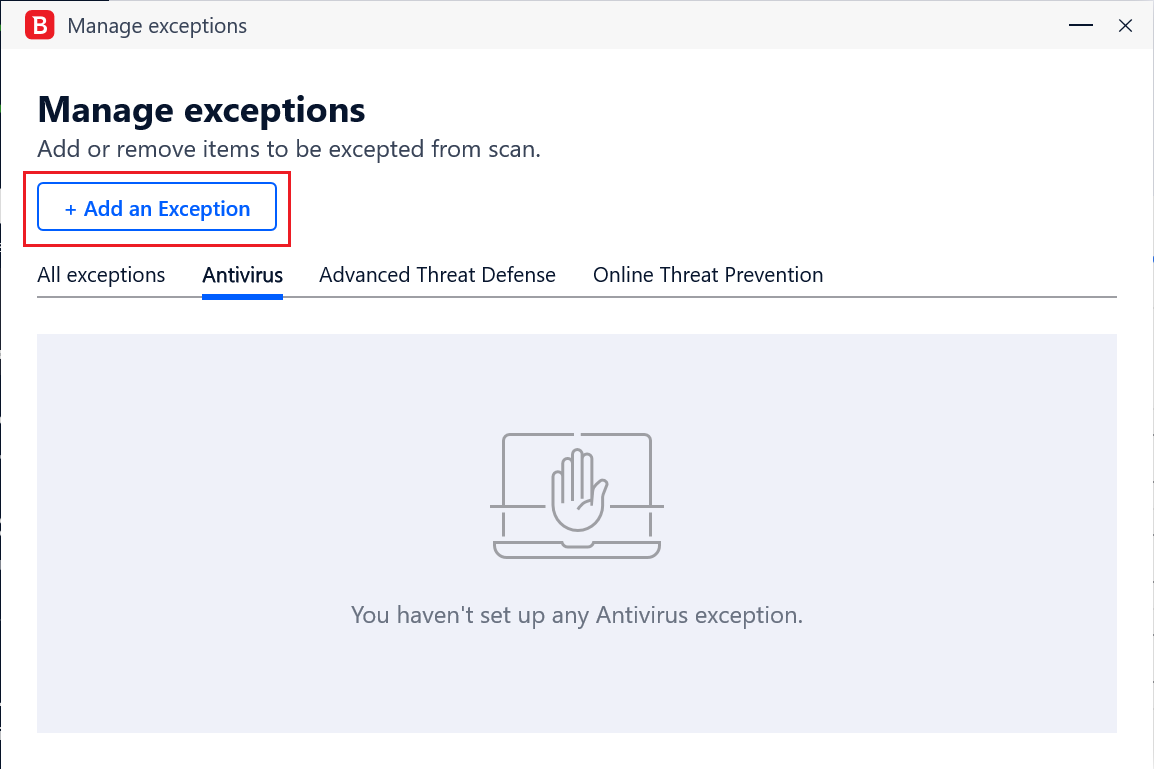 B Manage exceptions
Manage exceptions
Add or remove items to be excepted from scan.
+ Add an Exception
All exceptions Antivirus Advanced Threat Defense Online Threat Prevention
You haven't set up any Antivirus exception.